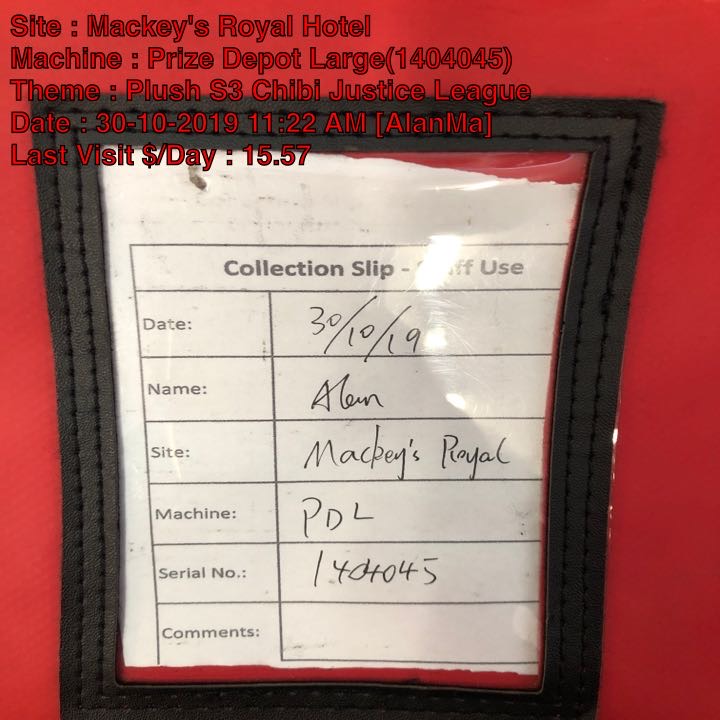 Site : Mackey's Royal Hotel
Machine : Prize Depot Large(1404045)
Theme : Plush S3 Chibi Justice League
Date : 30-10-2019 11:22 AM [AlanMa]
Last Visit $/Day : 15.57
Collection Slip - Staff Use
Date: 30/10/19
Name: Alan
Site: Mackey's Royal
Machine: PDL
Serial No.: 1404045
Comments: